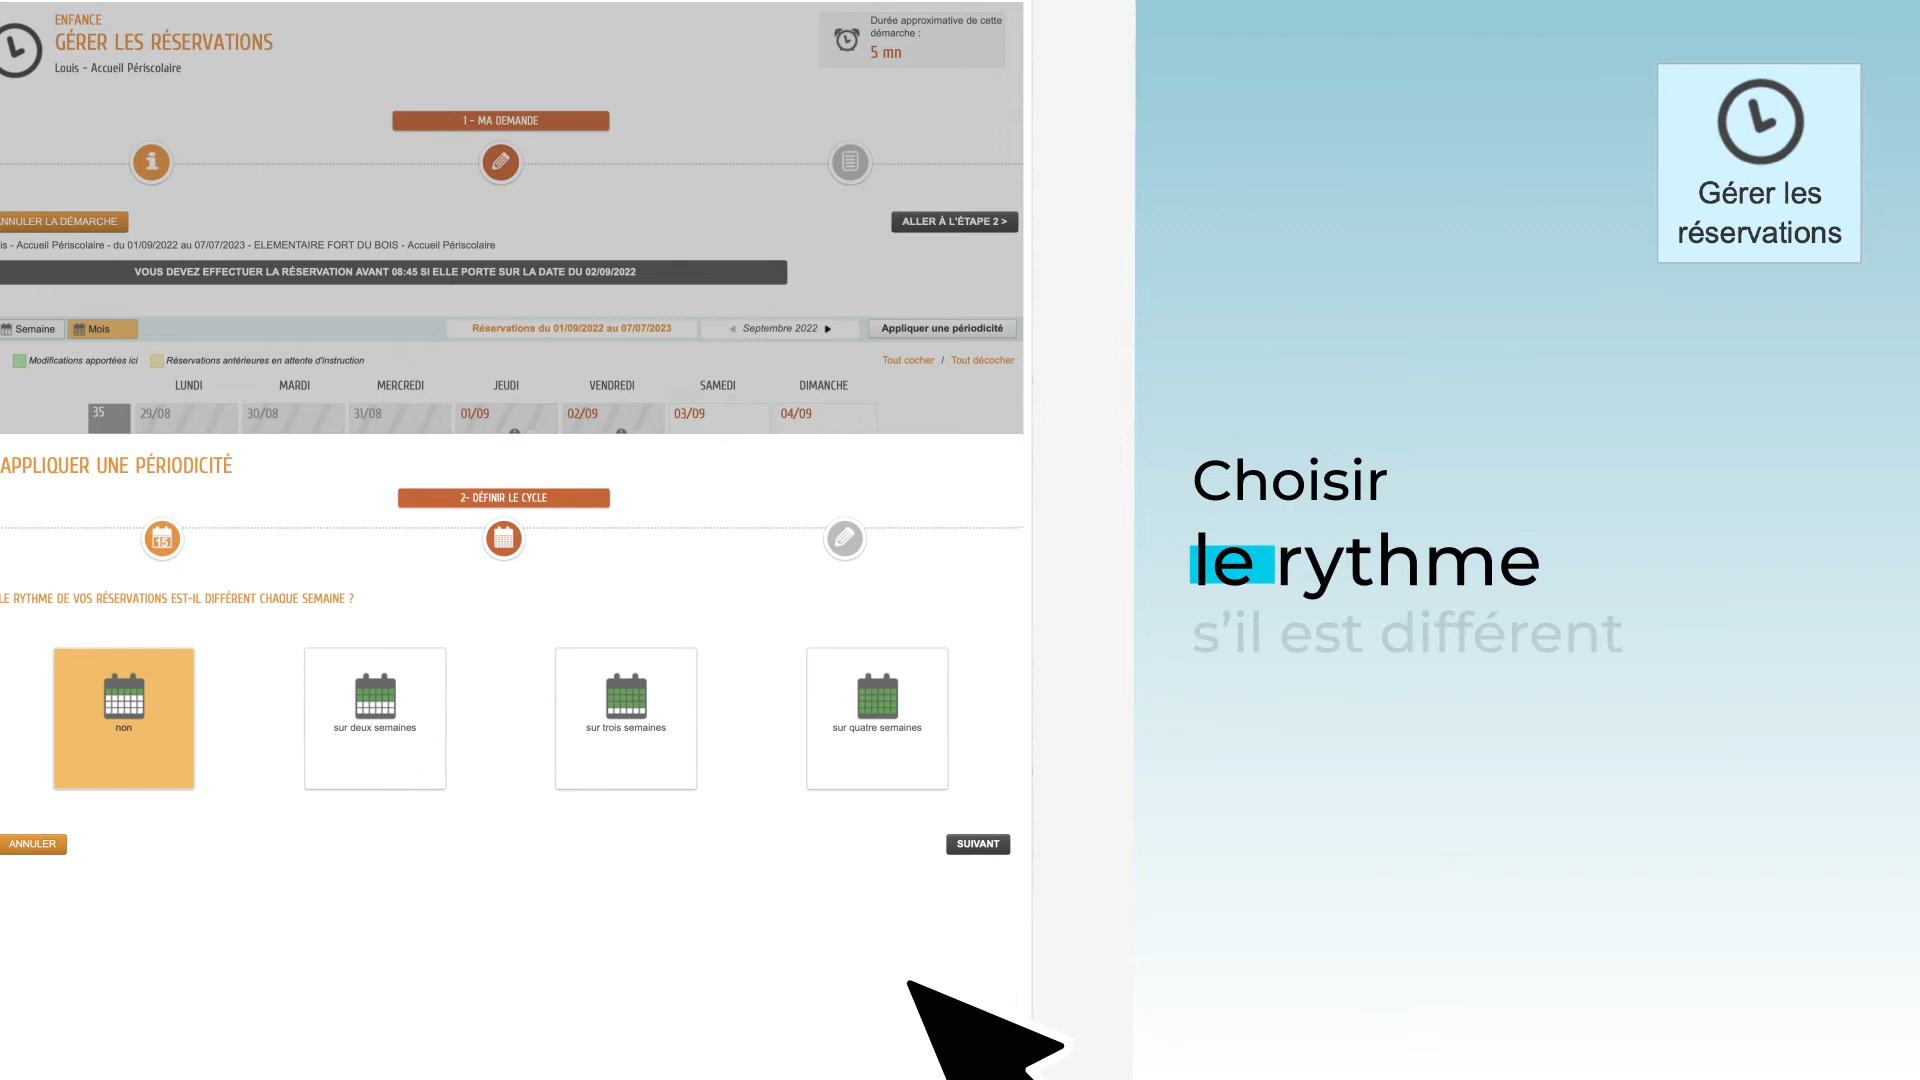 ENFANCE
GÉRER LES RÉSERVATIONS
Louis - Accueil Périscolaire
Durée approximative de cette
démarche :
5 mn
1 - MA DEMANDE
ANNULER LA DÉMARCHE
ALLER À L'ÉTAPE 2 >
is - Accueil Périscolaire - du 01/09/2022 au 07/07/2023 - ELEMENTAIRE FORT DU BOIS - Accueil Périscolaire
VOUS DEVEZ EFFECTUER LA RÉSERVATION AVANT 08:45 SI ELLE PORTE SUR LA DATE DU 02/09/2022
Semaine Mois Réservations du 01/09/2022 au 07/07/2023 Septembre 2022 Appliquer une périodicité
Modifications apportées ici Réservations antérieures en attente d'instruction Tout cocher / Tout décocher
LUNDI MARDI MERCREDI JEUDI VENDREDI SAMEDI DIMANCHE
35 29/08 30/08 31/08 01/09 02/09 03/09 04/09
APPLIQUER UNE PÉRIODICITÉ
2- DÉFINIR LE CYCLE
15
LE RYTHME DE VOS RÉSERVATIONS EST-IL DIFFÉRENT CHAQUE SEMAINE ?
non sur deux semaines sur trois semaines sur quatre semaines
ANNULER SUIVANT
Gérer les
réservations
Choisir
le rythme
s'il est différent